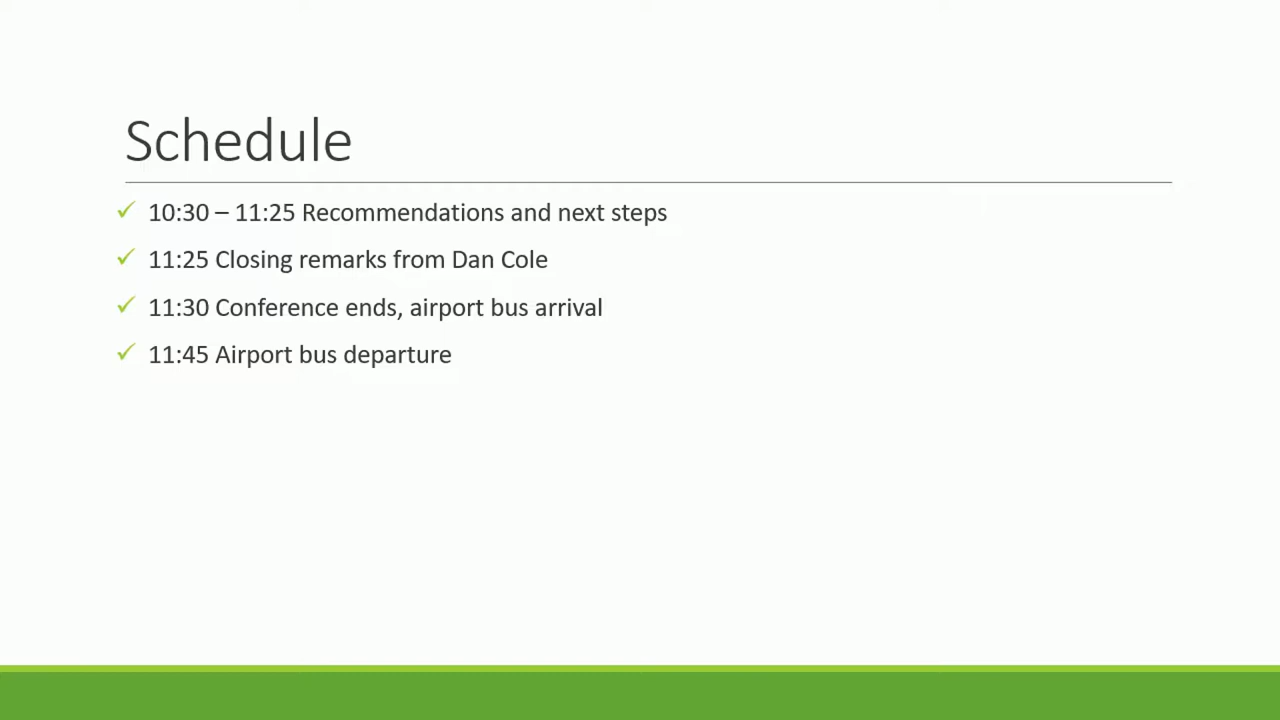 Schedule
✓ 10:30 – 11:25 Recommendations and next steps
✓ 11:25 Closing remarks from Dan Cole
✓ 11:30 Conference ends, airport bus arrival
✓ 11:45 Airport bus departure